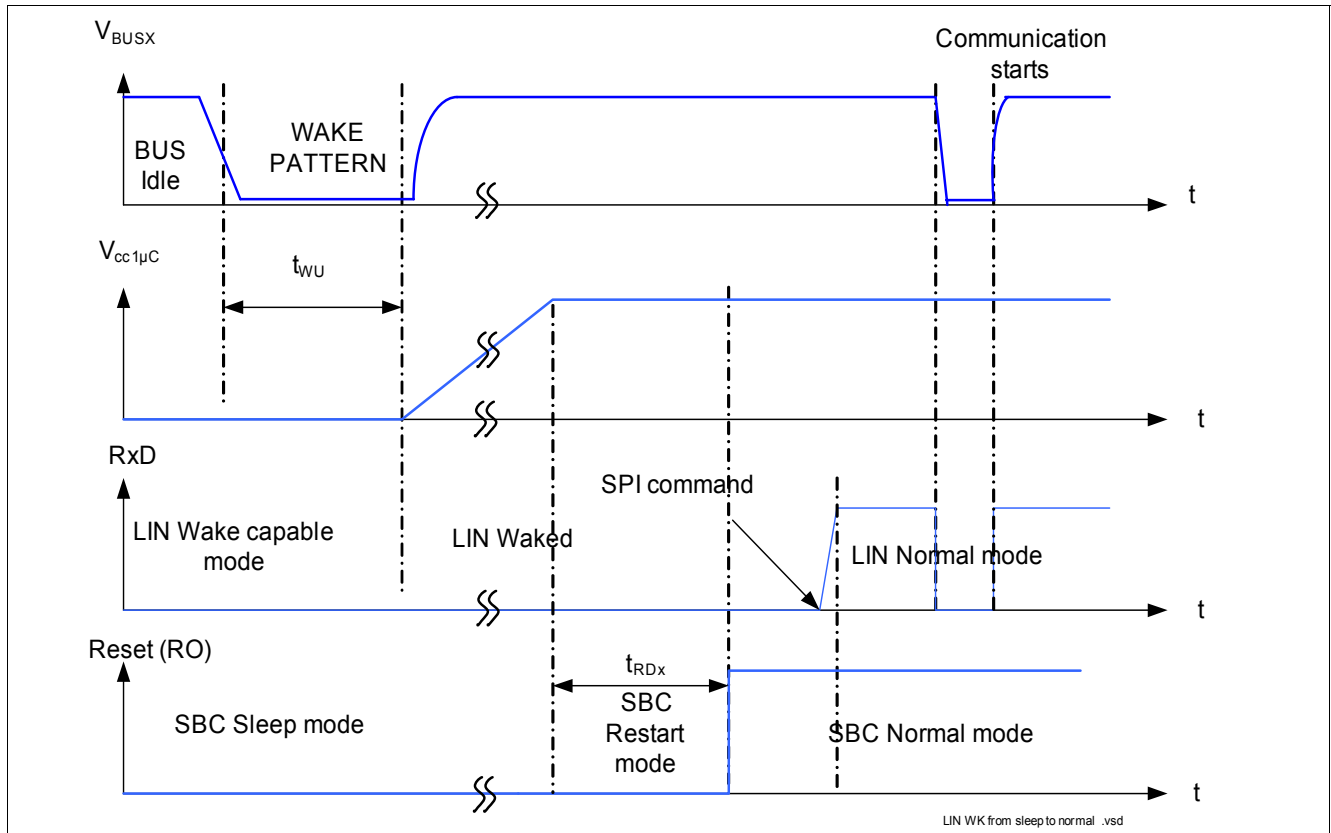 V_BUSX
Communication
starts
BUS
Idle
WAKE
PATTERN
t
V_cc1µC
t_WU
t
RxD
SPI command
LIN Wake capable
mode
LIN Waked
LIN Normal mode
t
Reset (RO)
t_RDx
SBC Sleep mode
SBC
Restart
mode
SBC Normal mode
t
LIN WK from sleep to normal .vsd